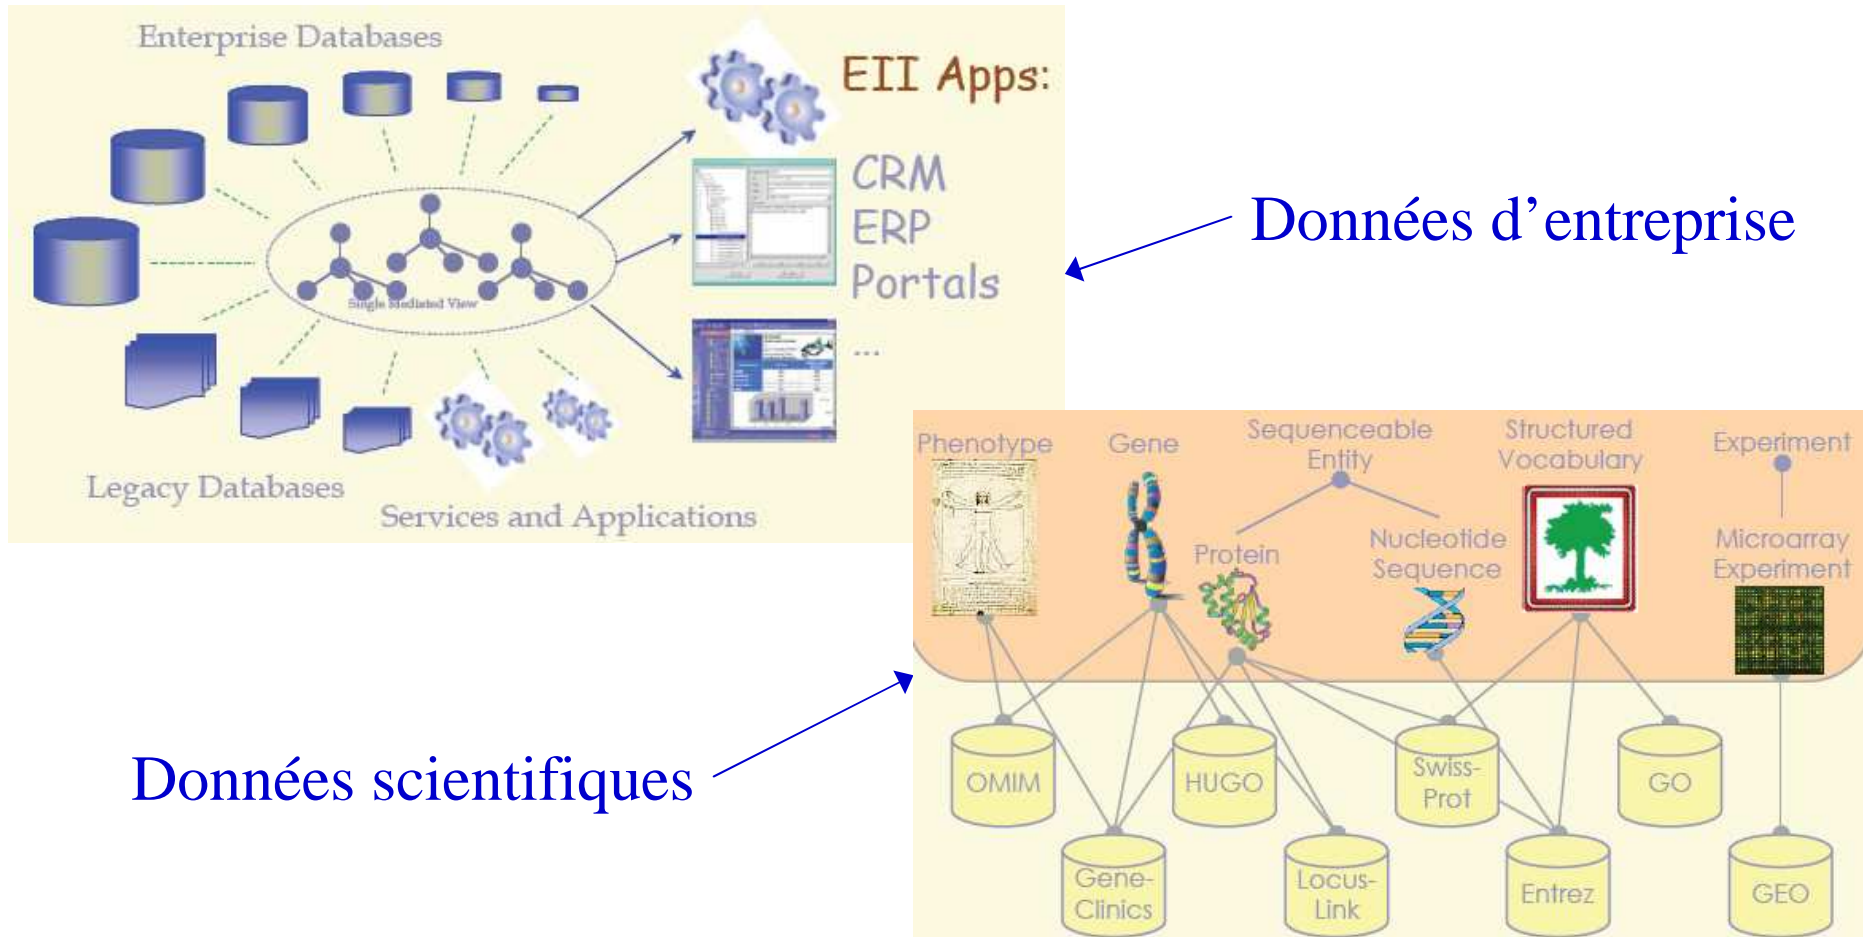 Enterprise Databases
EII Apps:
CRM
ERP
Portals
...
Single Mediated View
Legacy Databases
Services and Applications
Données d’entreprise
Données scientifiques
Phenotype
Gene
Sequenceable
Entity
Structured
Vocabulary
Experiment
Protein
Nucleotide
Sequence
Microarray
Experiment
OMIM
HUGO
Swiss-
Prot
GO
Gene-
Clinics
Locus-
Link
Entrez
GEO